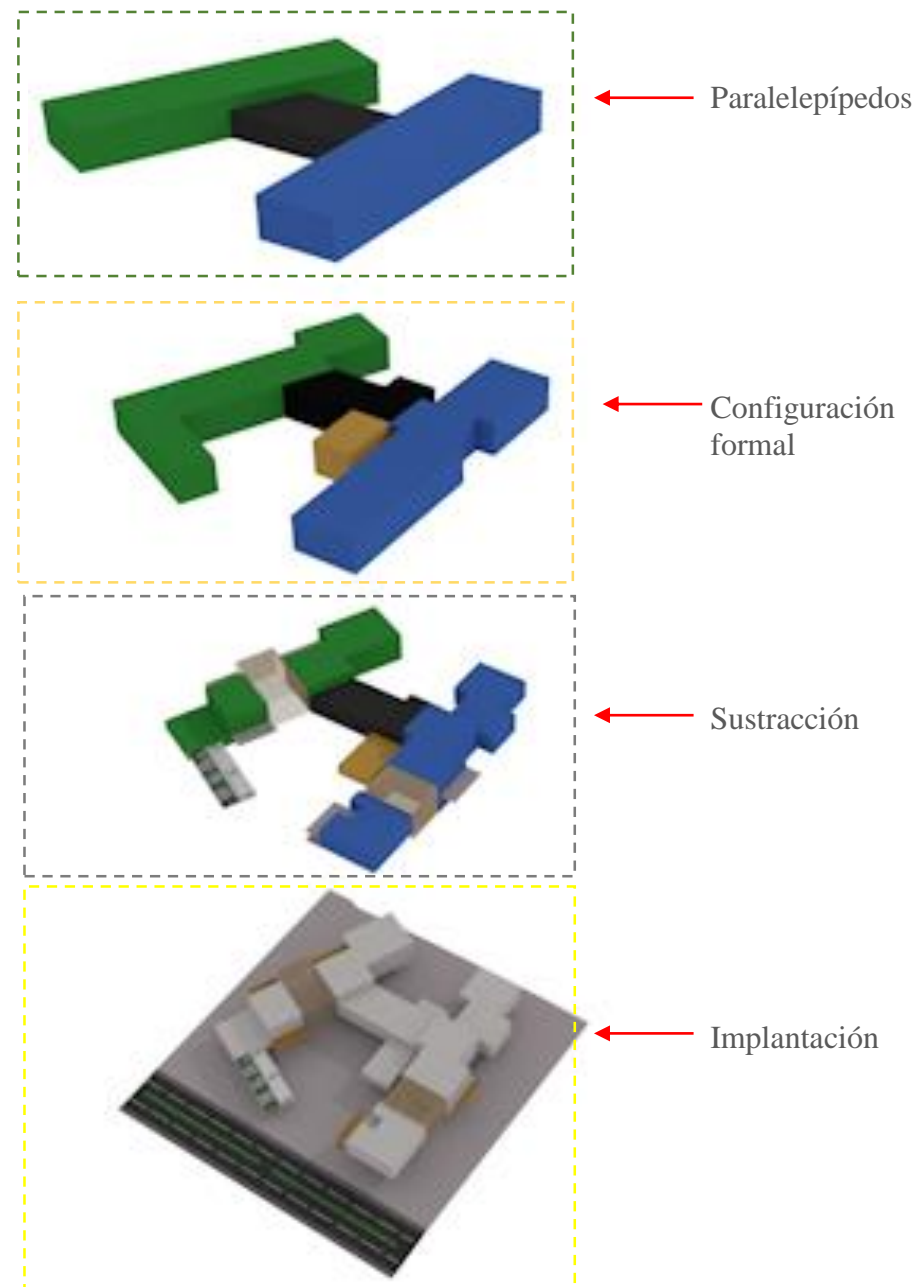 Paralelepípedos
Configuración
formal
Sustracción
Implantación